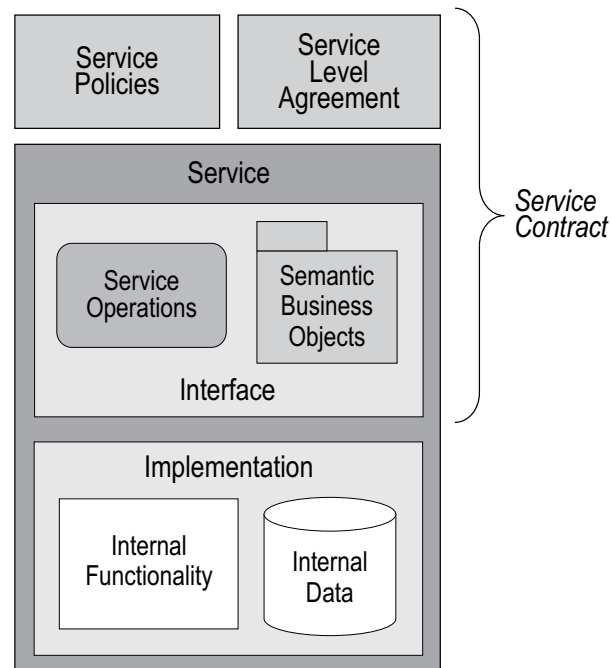 Service
Policies
Service
Level
Agreement
Service
Service
Operations
Semantic
Business
Objects
Interface
Service
Contract
Implementation
Internal
Functionality
Internal
Data